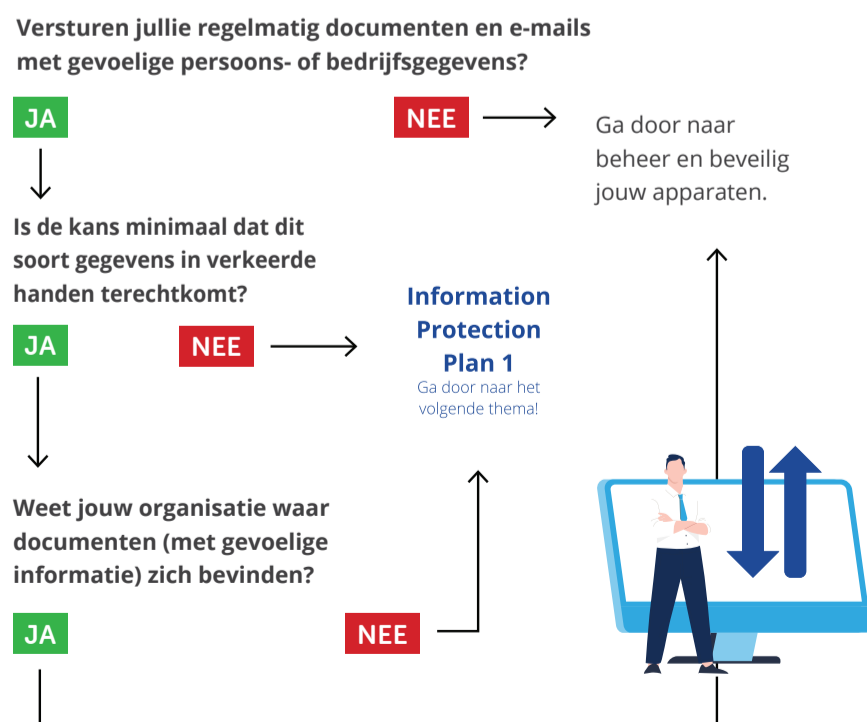 Versturen jullie regelmatig documenten en e-mails
met gevoelige persoons- of bedrijfsgegevens?
JA
NEE
Ga door naar
beheer en beveilig
jouw apparaten.
Is de kans minimaal dat dit
soort gegevens in verkeerde
handen terechtkomt?
JA
NEE
Information
Protection
Plan 1
Ga door naar het
volgende thema!
Weet jouw organisatie waar
documenten (met gevoelige
informatie) zich bevinden?
JA
NEE